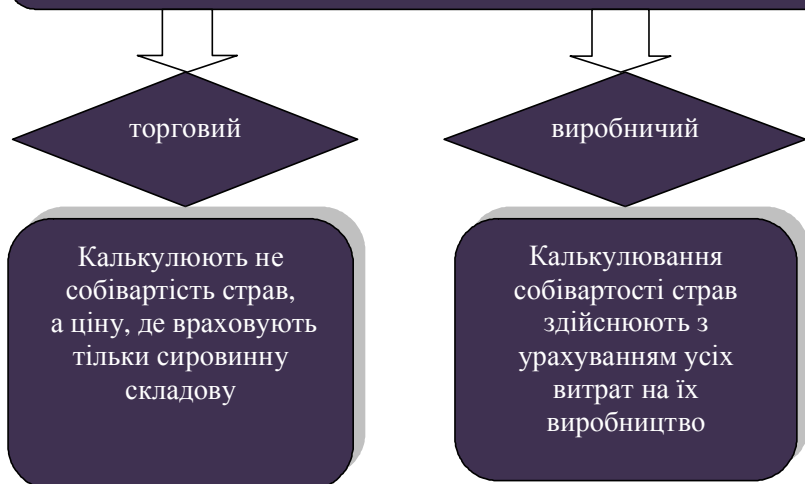 торговий
виробничий
Калькулюють не
собівартість страв,
а ціну, де враховують
тільки сировинну
складову
Калькулювання
собівартості страв
здійснюють з
урахуванням усіх
витрат на їх
виробництво